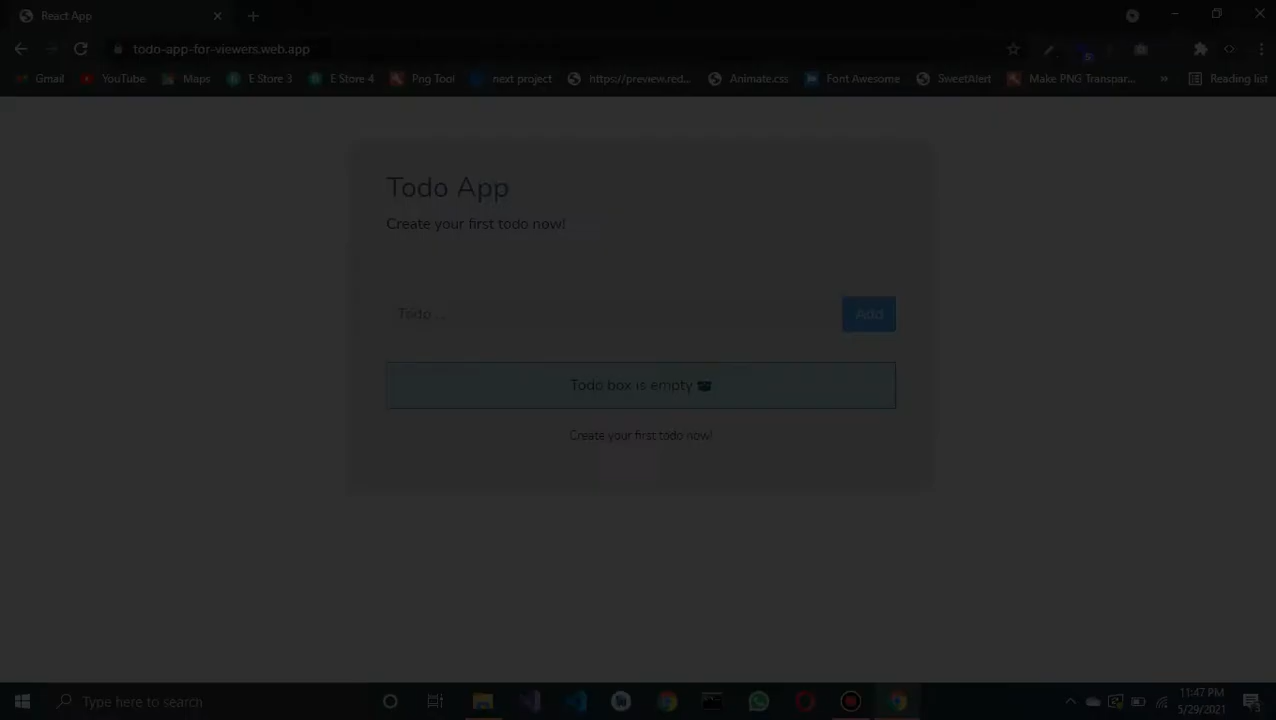 React App
todo-app-for-viewers.web.app
Gmail YouTube Maps E Store 3 E Store 4 Png Tool next project https://preview.red... Animate.css Font Awesome SweetAlert Make PNG Transpar... » Reading list
Todo App
Create your first todo now!
Todo ...
Add
Todo box is empty
Create your first todo now!
Type here to search
11:47 PM
5/29/2021